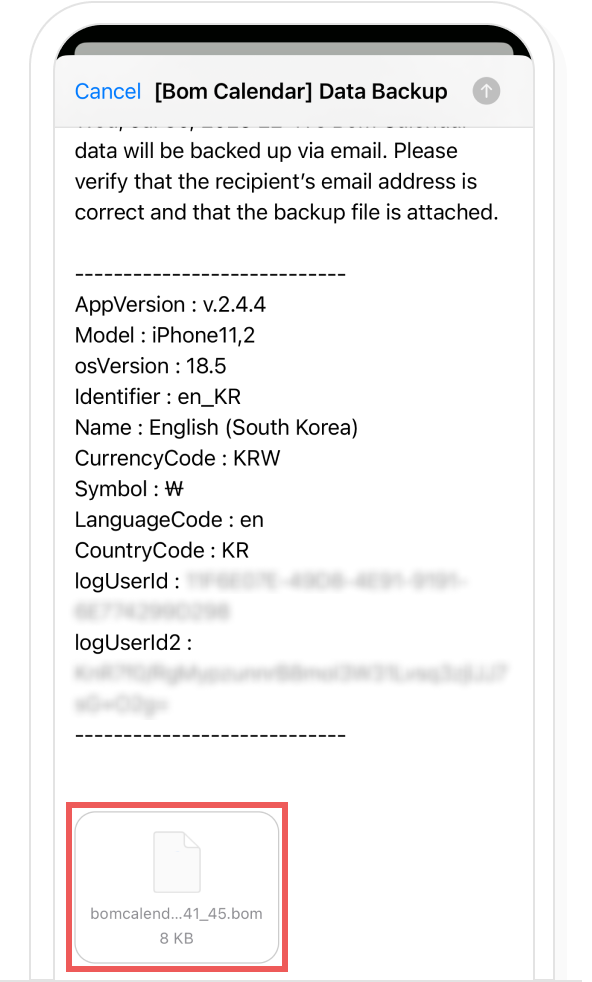 Cancel [Bom Calendar] Data Backup
data will be backed up via email. Please
verify that the recipient’s email address is
correct and that the backup file is attached.
----------------------------
AppVersion : v.2.4.4
Model : iPhone11,2
osVersion : 18.5
Identifier : en_KR
Name : English (South Korea)
CurrencyCode : KRW
Symbol : ₩
LanguageCode : en
CountryCode : KR
logUserId :
logUserId2 :
----------------------------
bomcalend...41_45.bom
8 KB